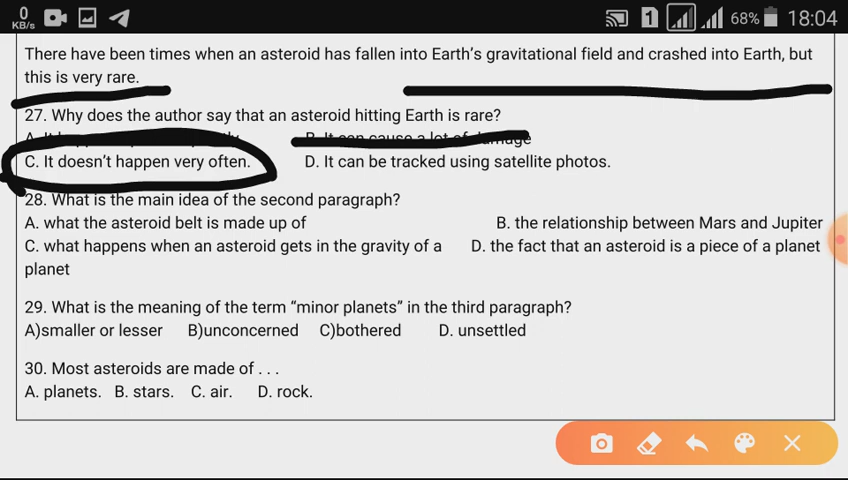 0 KB/s 1 68% 18:04
There have been times when an asteroid has fallen into Earth's gravitational field and crashed into Earth, but
this is very rare.
27. Why does the author say that an asteroid hitting Earth is rare?
B. It can cause a lot of damage
C. It doesn't happen very often. D. It can be tracked using satellite photos.
28. What is the main idea of the second paragraph?
A. what the asteroid belt is made up of B. the relationship between Mars and Jupiter
C. what happens when an asteroid gets in the gravity of a D. the fact that an asteroid is a piece of a planet
planet
29. What is the meaning of the term “minor planets” in the third paragraph?
A)smaller or lesser B)unconcerned C)bothered D. unsettled
30. Most asteroids are made of . . .
A. planets. B. stars. C. air. D. rock.